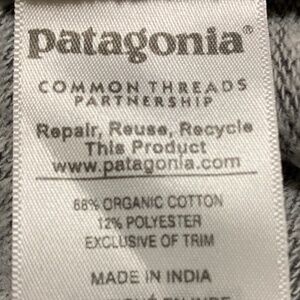 patagonia®
COMMON THREADS
PARTNERSHIP
Repair, Reuse, Recycle
This Product
www.patagonia.com
68% ORGANIC COTTON
12% POLYESTER
EXCLUSIVE OF TRIM
MADE IN INDIA